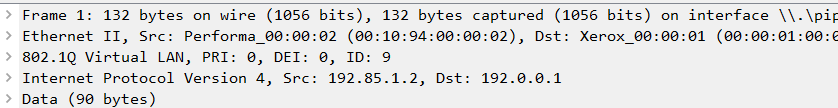 Frame 1: 132 bytes on wire (1056 bits), 132 bytes captured (1056 bits) on interface \\.\pip
Ethernet II, Src: Performa_00:00:02 (00:10:94:00:00:02), Dst: Xerox_00:00:01 (00:00:01:00:0
802.1Q Virtual LAN, PRI: 0, DEI: 0, ID: 9
Internet Protocol Version 4, Src: 192.85.1.2, Dst: 192.0.0.1
Data (90 bytes)